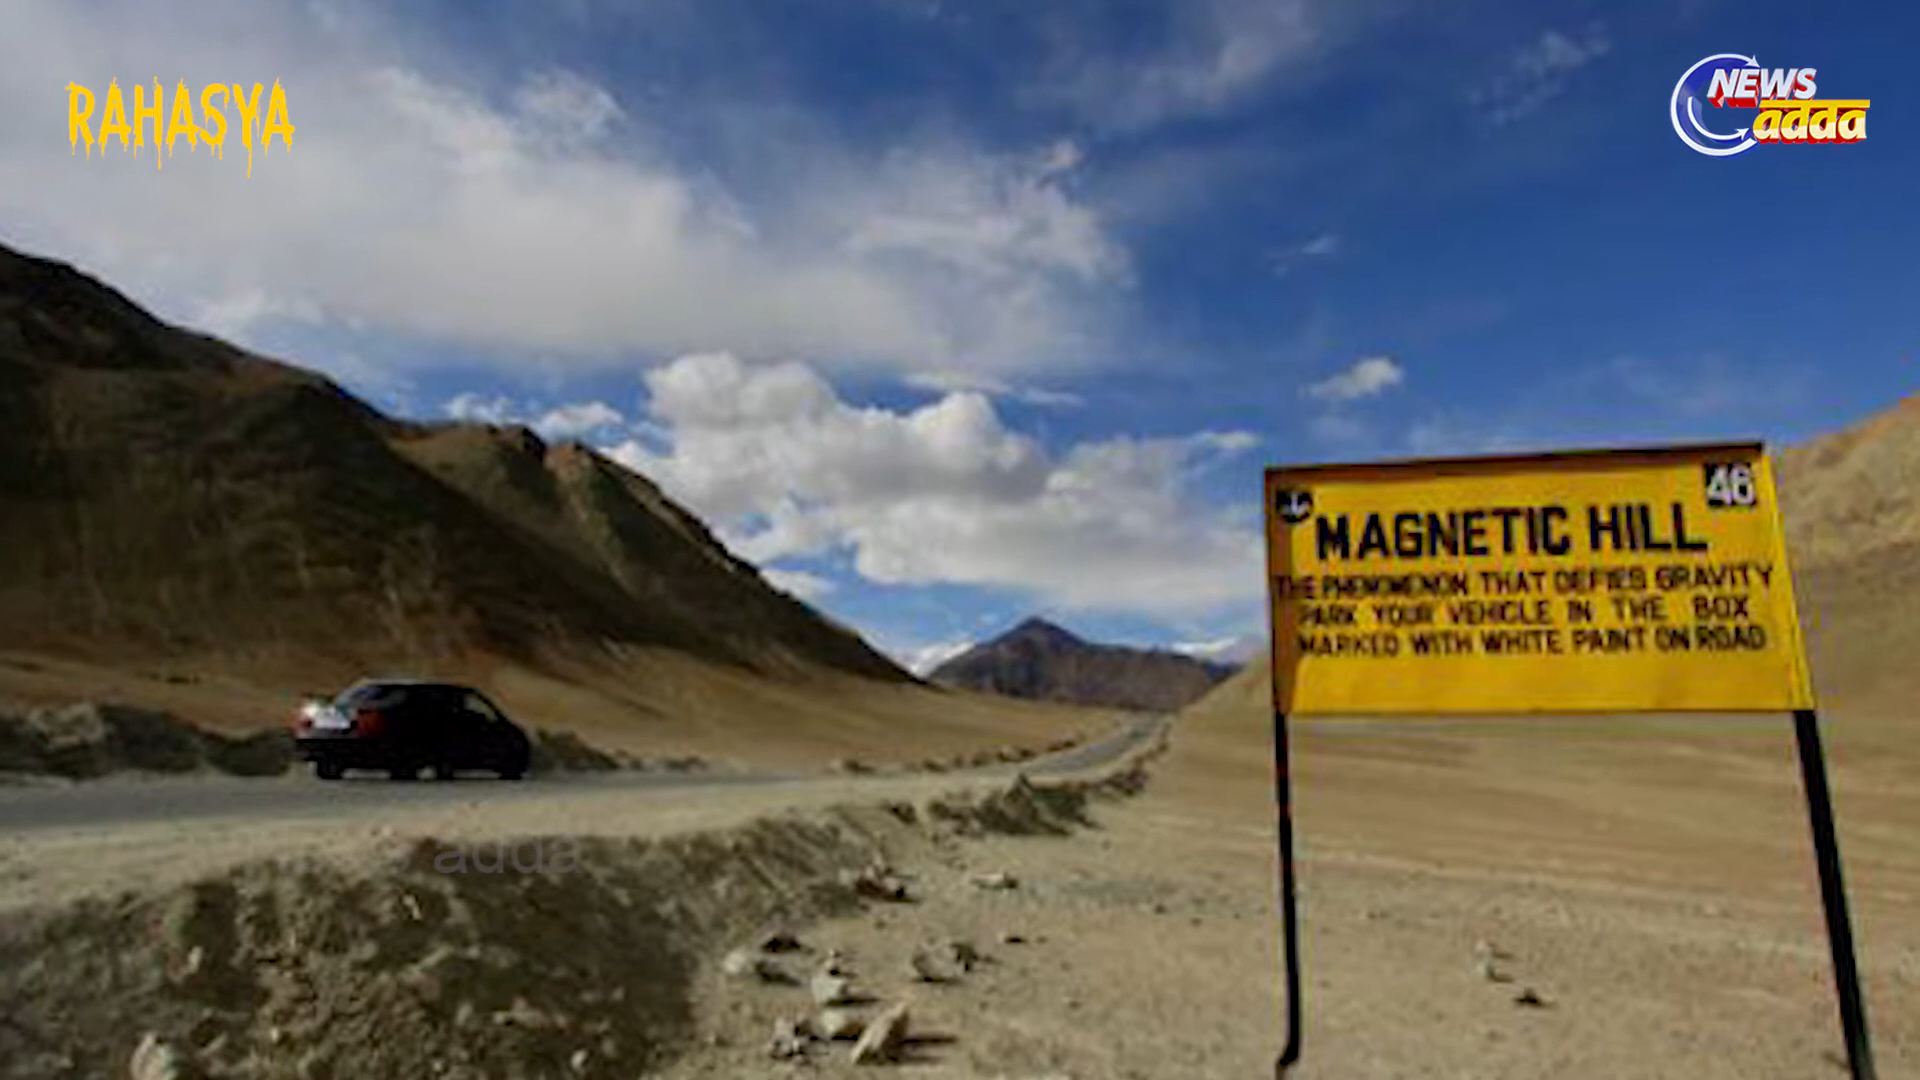 RAHASYA
NEWS
adda
46
MAGNETIC HILL
THE PHENOMENON THAT DEFIES GRAVITY
PARK YOUR VEHICLE IN THE BOX
MARKED WITH WHITE PAINT ON ROAD
adda